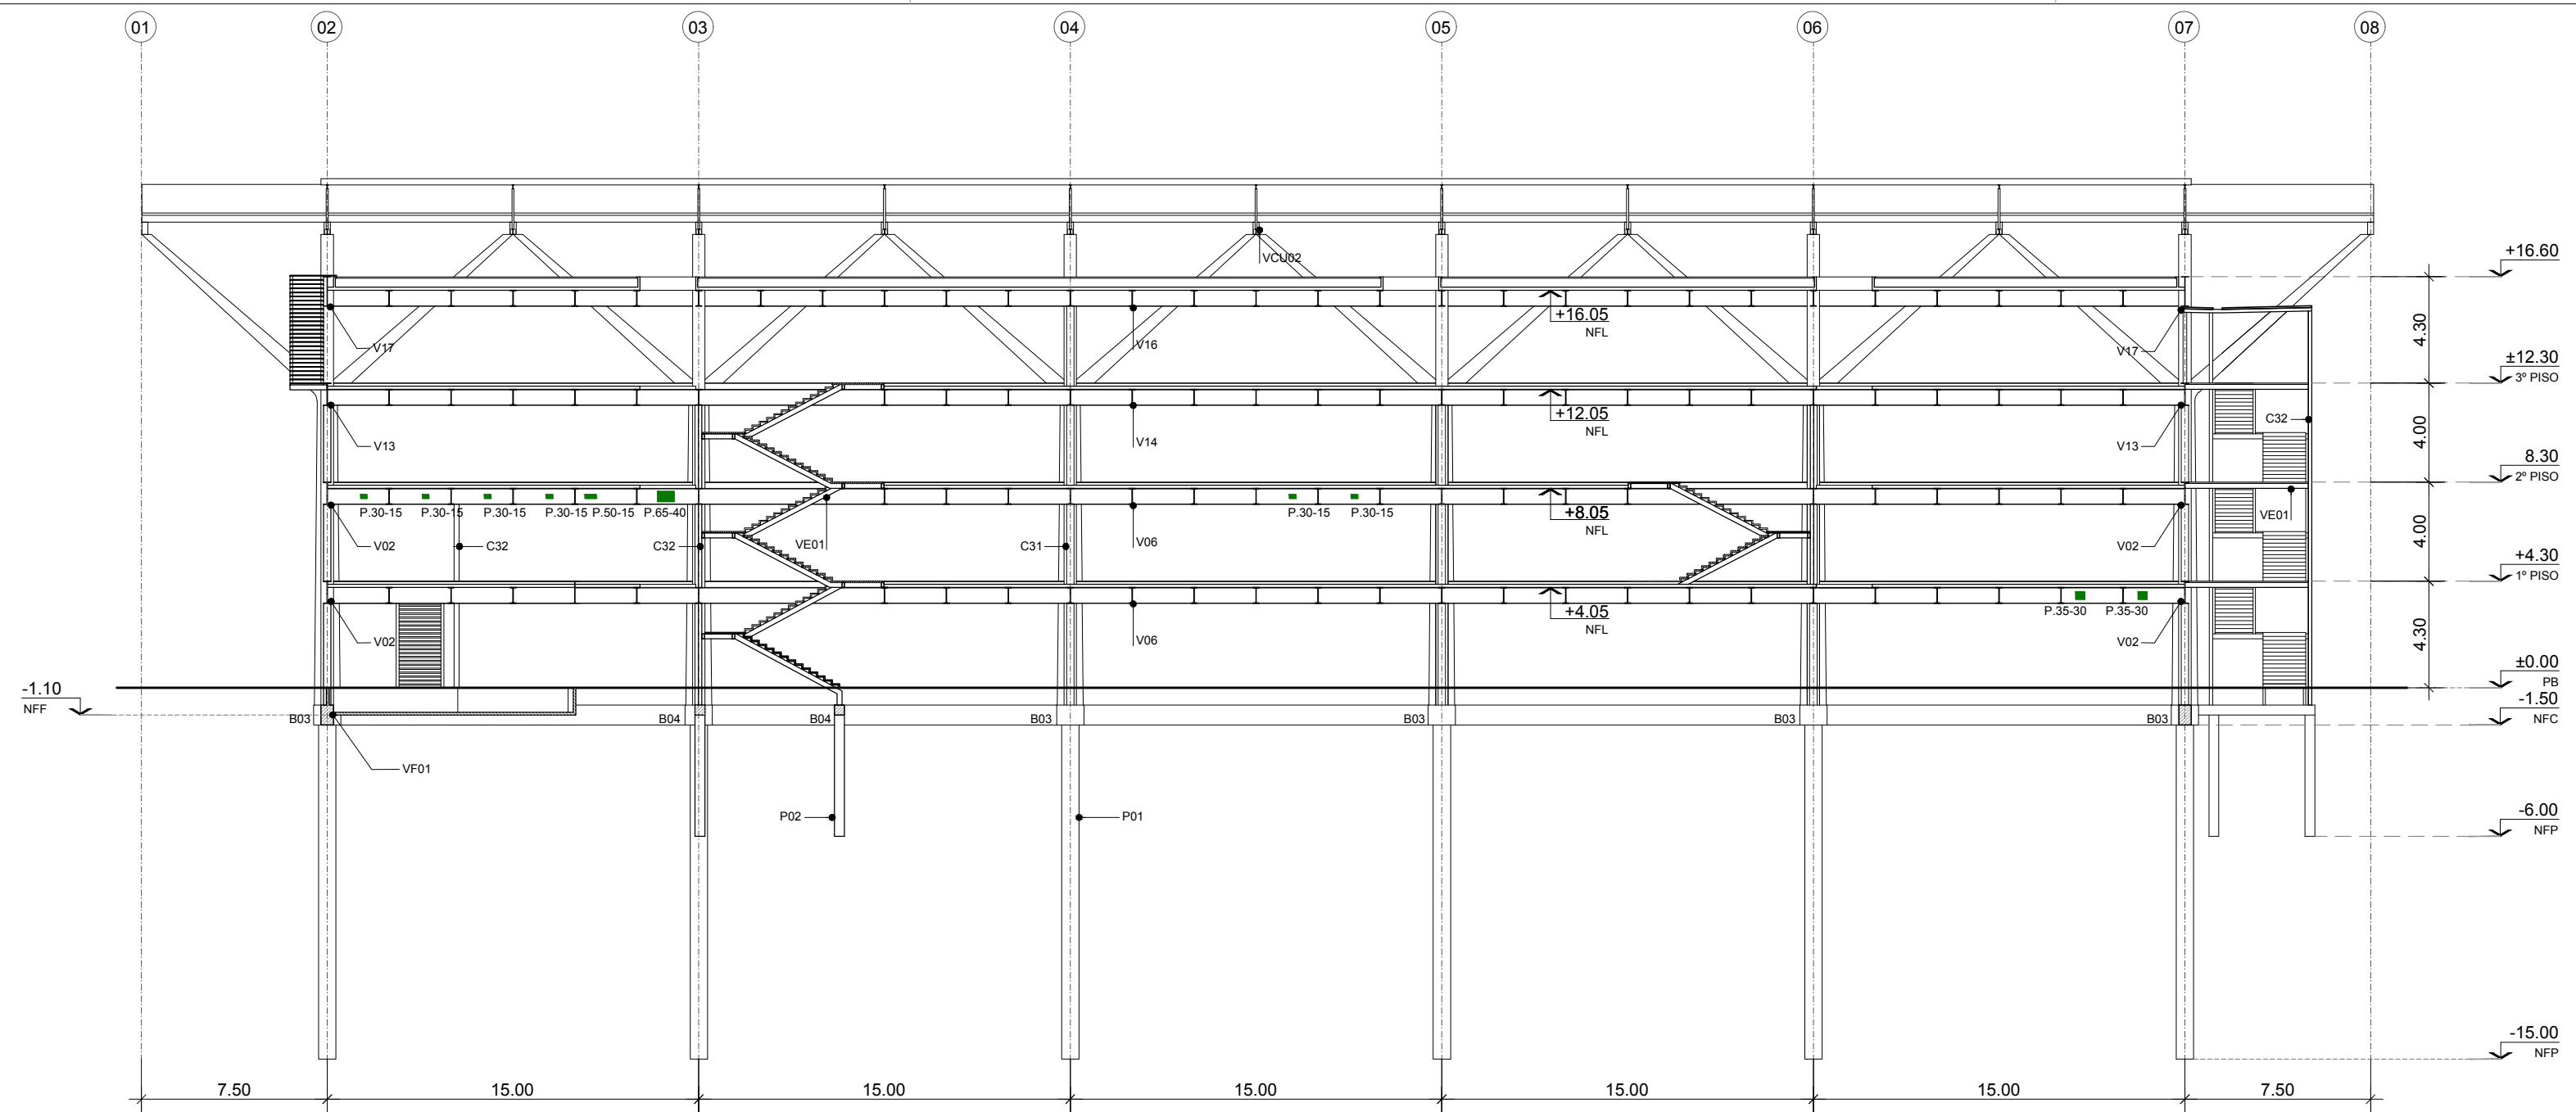 01 02 03 04 05 06 07 08
+16.60
VCU02
+16.05
NFL
4.30
V17 V16 V17
±12.30
3º PISO
+12.05
NFL
C32
4.00
V13 V14 V13
8.30
2º PISO
P.30-15 P.30-15 P.30-15 P.30-15 P.50-15 P.65-40 P.30-15 P.30-15
+8.05
NFL
VE01
4.00
V02 C32 C32 VE01 C31 V06 V02
+4.30
1º PISO
+4.05
NFL
P.35-30 P.35-30
4.30
V02 V06 V02
±0.00
PB
-1.10
NFF
-1.50
NFC
B03 B04 B04 B03 B03 B03 B03
VF01
P02 P01
-6.00
NFP
-15.00
NFP
7.50 15.00 15.00 15.00 15.00 15.00 7.50